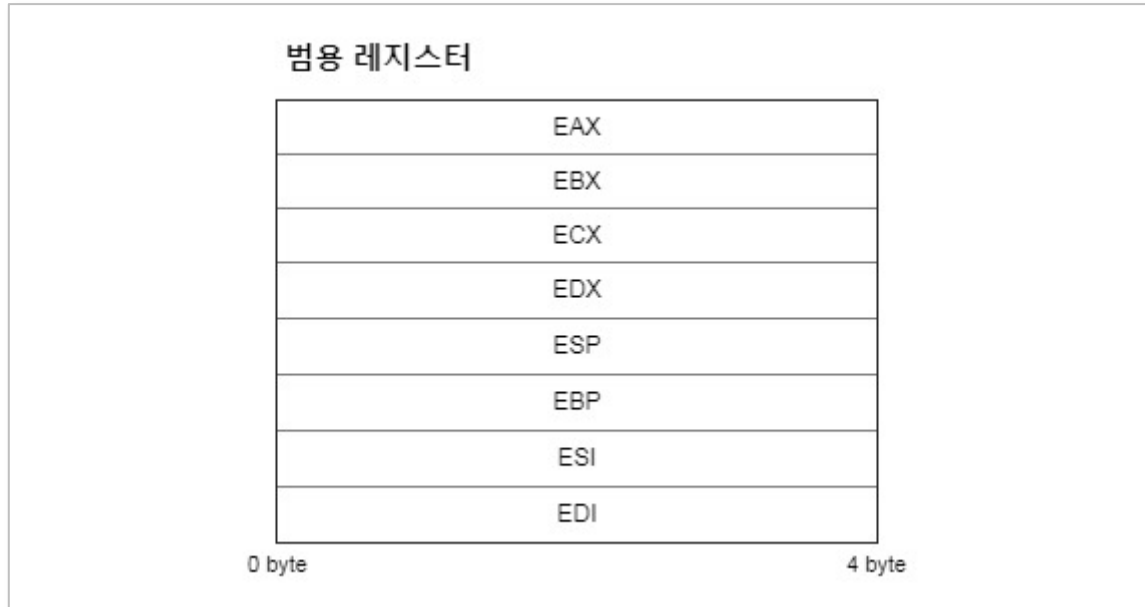 범용 레지스터
EAX
EBX
ECX
EDX
ESP
EBP
ESI
EDI
0 byte 4 byte